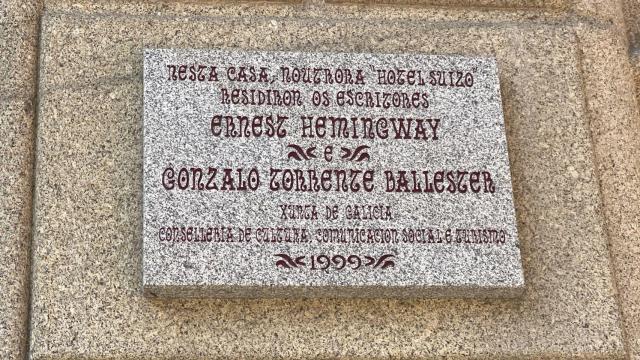 NESTA CASA, NOUTRORA "HOTEL SUIZO"
RESIDIRON OS ESCRITORES
ERNEST HEMINGWAY
E
GONZALO TORRENTE BALLESTER
XUNTA DE GALICIA
CONSELLERIA DE CULTURA, COMUNICACION SOCIAL E TURISMO
1999